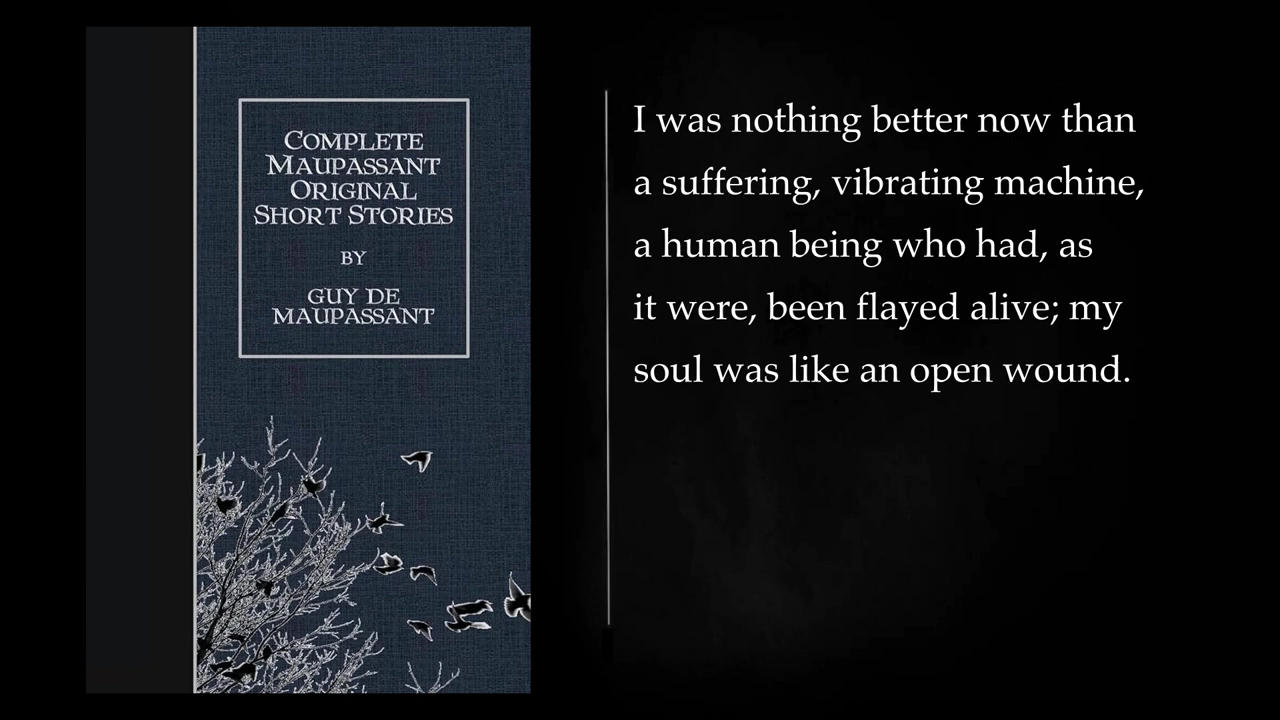 COMPLETE
MAUPASSANT
ORIGINAL
SHORT STORIES
BY
GUY DE
MAUPASSANT
I was nothing better now than
a suffering, vibrating machine,
a human being who had, as
it were, been flayed alive; my
soul was like an open wound.